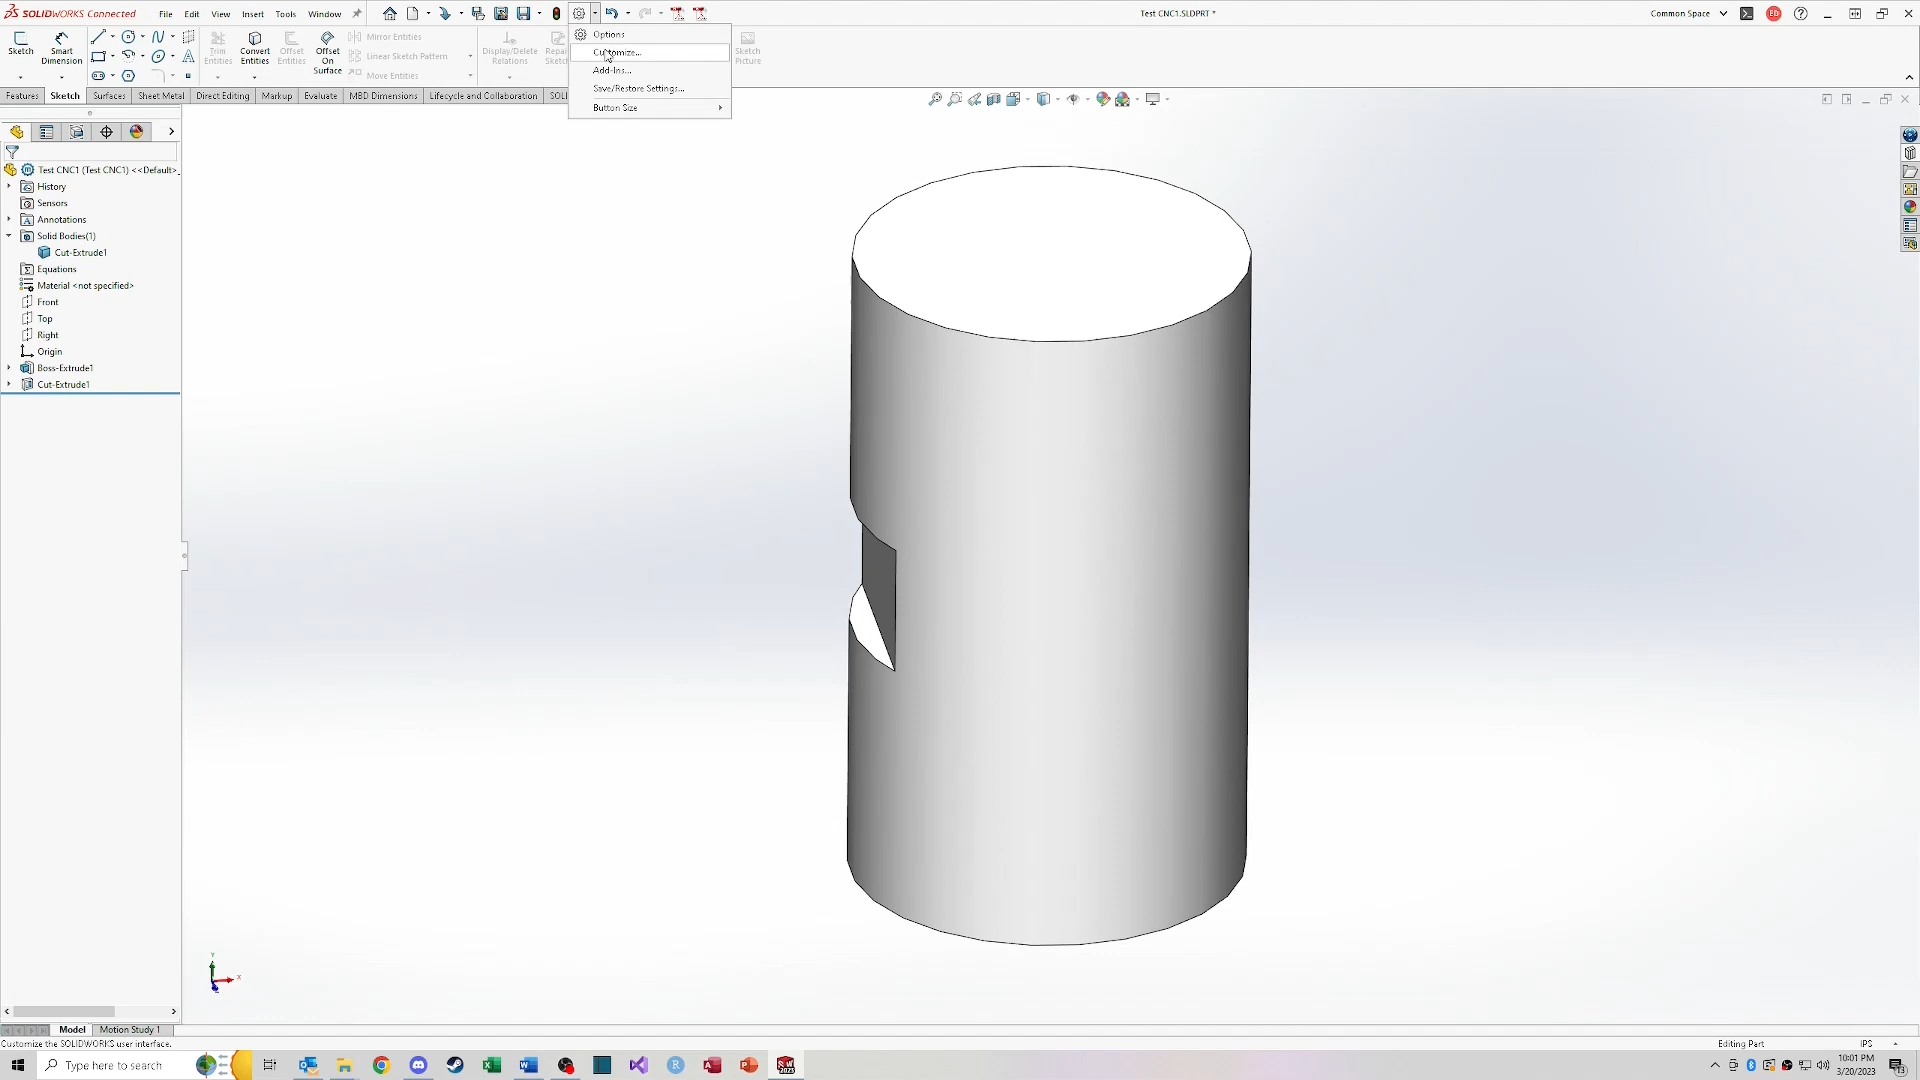 SOLIDWORKS Connected
File Edit View Insert Tools Window
Test CNC1.SLDPRT *
Common Space
Options
Customize...
Add-Ins...
Save/Restore Settings...
Button Size
Sketch
Smart Dimension
Trim Entities
Convert Entities
Offset Entities
Offset On Surface
Mirror Entities
Linear Sketch Pattern
Move Entities
Display/Delete Relations
Sketch Picture
Features Sketch Surfaces Sheet Metal Direct Editing Markup Evaluate MBD Dimensions Lifecycle and Collaboration
Test CNC1 (Test CNC1) <<Default>_
History
Sensors
Annotations
Solid Bodies(1)
Cut-Extrude1
Equations
Material <not specified>
Front
Top
Right
Origin
Boss-Extrude1
Cut-Extrude1
Y
X
Z
Model Motion Study 1
Customize the SOLIDWORKS user interface.
Editing Part IPS
Type here to search
10:01 PM
3/20/2023